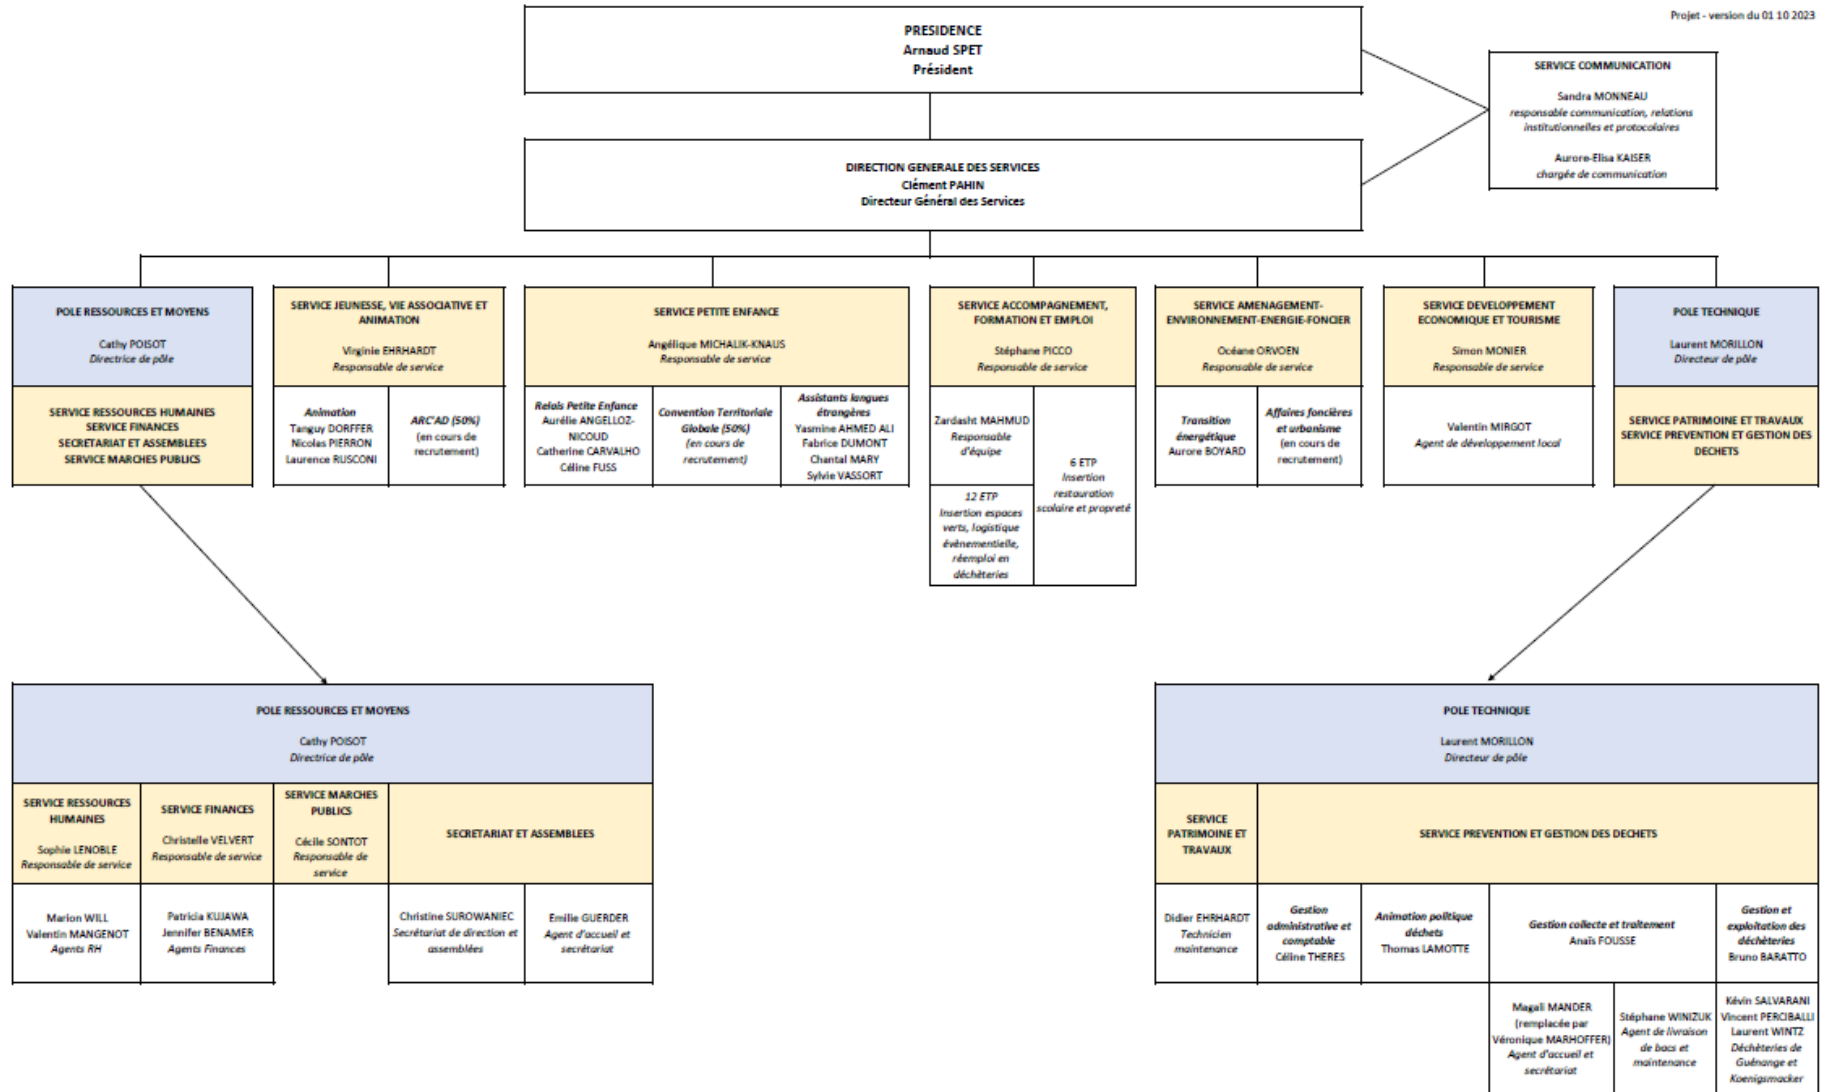 Projet - version du 01 10 2023
PRESIDENCE
Arnaud SPET
Président
SERVICE COMMUNICATION
Sandra MONNEAU
responsable communication, relations
institutionnelles et protocolaires
Aurore-Elisa KAISER
chargée de communication
DIRECTION GENERALE DES SERVICES
Clément PAHIN
Directeur Général des Services
POLE RESSOURCES ET MOYENS
Cathy POISOT
Directrice de pôle
SERVICE RESSOURCES HUMAINES
SERVICE FINANCES
SECRETARIAT ET ASSEMBLEES
SERVICE MARCHES PUBLICS
SERVICE JEUNESSE, VIE ASSOCIATIVE ET
ANIMATION
Virginie EHRHARDT
Responsable de service
Animation
Tanguy DORFFER
Nicolas PIERRON
Laurence RUSCONI
ARC'AD (50%)
(en cours de
recrutement)
SERVICE PETITE ENFANCE
Angélique MICHALIK-KNAUS
Responsable de service
Relais Petite Enfance
Aurélie ANGELLOZ-
NICOUD
Catherine CARVALHO
Céline FUSS
Convention Territoriale
Globale (50%)
(en cours de
recrutement)
Assistants langues
étrangères
Yasmine AHMED ALI
Fabrice DUMONT
Chantal MARY
Sylvie VASSORT
SERVICE ACCOMPAGNEMENT,
FORMATION ET EMPLOI
Stéphane PICCO
Responsable de service
Zardasht MAHMUD
Responsable
d'équipe
12 ETP
Insertion espaces
verts, logistique
évènementielle,
réemploi en
déchèteries
6 ETP
Insertion
restauration
scolaire et propreté
SERVICE AMENAGEMENT-
ENVIRONNEMENT-ENERGIE-FONCIER
Océane ORVOEN
Responsable de service
Transition
énergétique
Aurore BOYARD
Affaires foncières
et urbanisme
(en cours de
recrutement)
SERVICE DEVELOPPEMENT
ECONOMIQUE ET TOURISME
Simon MONIER
Responsable de service
Valentin MIRGOT
Agent de développement local
POLE TECHNIQUE
Laurent MORILLON
Directeur de pôle
SERVICE PATRIMOINE ET TRAVAUX
SERVICE PREVENTION ET GESTION DES
DECHETS
POLE RESSOURCES ET MOYENS
Cathy POISOT
Directrice de pôle
SERVICE RESSOURCES
HUMAINES
Sophie LENOBLE
Responsable de service
SERVICE FINANCES
Christelle VELVERT
Responsable de service
SERVICE MARCHES
PUBLICS
Cécile SONTOT
Responsable de
service
SECRETARIAT ET ASSEMBLEES
Marion WILL
Valentin MANGENOT
Agents RH
Patricia KUJAWA
Jennifer BENAMER
Agents Finances
Christine SUROWANIEC
Secrétariat de direction et
assemblées
Emilie GUERDER
Agent d'accueil et
secrétariat
POLE TECHNIQUE
Laurent MORILLON
Directeur de pôle
SERVICE
PATRIMOINE ET
TRAVAUX
SERVICE PREVENTION ET GESTION DES DECHETS
Didier EHRHARDT
Technicien
maintenance
Gestion
administrative et
comptable
Céline THERES
Animation politique
déchets
Thomas LAMOTTE
Gestion collecte et traitement
Anaïs FOUSSE
Gestion et
exploitation des
déchèteries
Bruno BARATTO
Magali MANDER
(remplacée par
Véronique MARHOFFER)
Agent d'accueil et
secrétariat
Stéphane WINIZUK
Agent de livraison
de bacs et
maintenance
Kévin SALVARANI
Vincent PERCIBALLI
Laurent WINTZ
Déchèteries de
Guénange et
Koenigsmacker